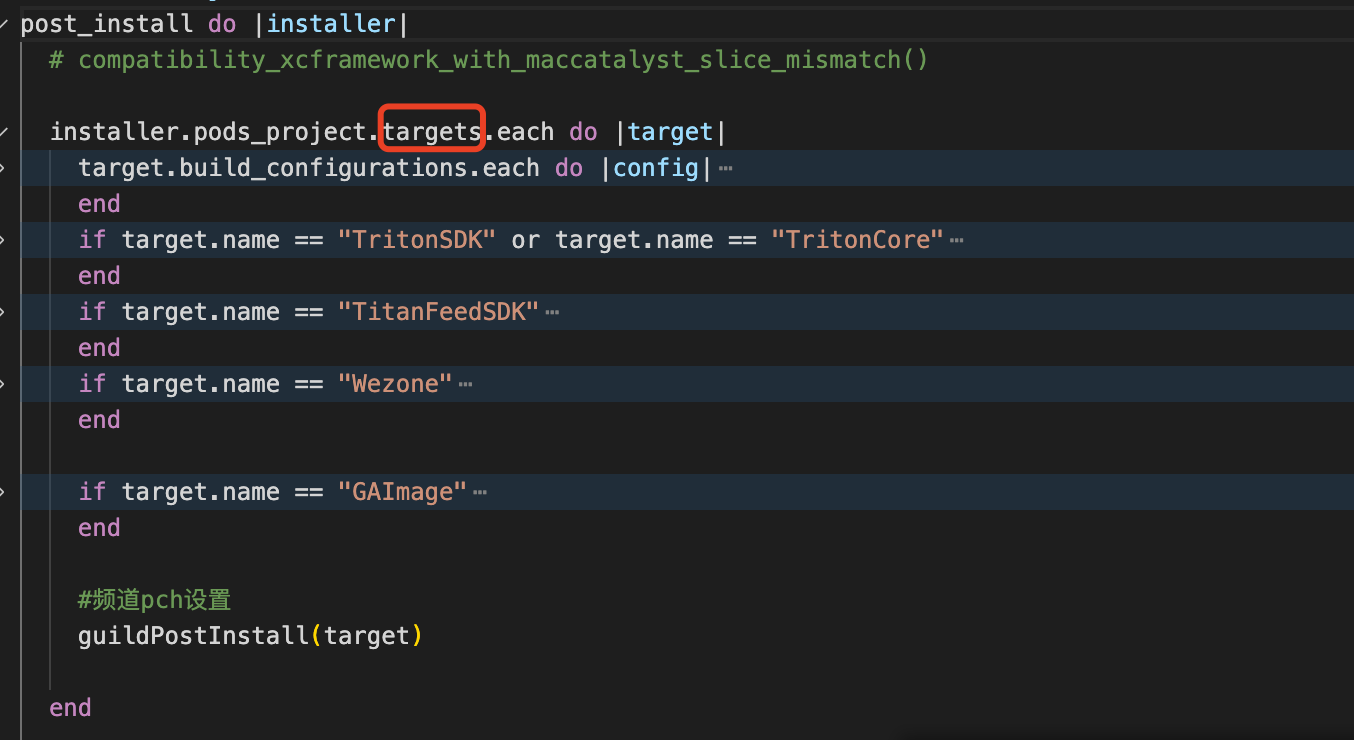 post_install do |installer|
# compatibility_xcframework_with_maccatalyst_slice_mismatch()
installer.pods_project.targets.each do |target|
target.build_configurations.each do |config|⋯
end
if target.name == "TritonSDK" or target.name == "TritonCore"⋯
end
if target.name == "TitanFeedSDK"⋯
end
if target.name == "Wezone"⋯
end
if target.name == "GAImage"⋯
end
#频道pch设置
guildPostInstall(target)
end